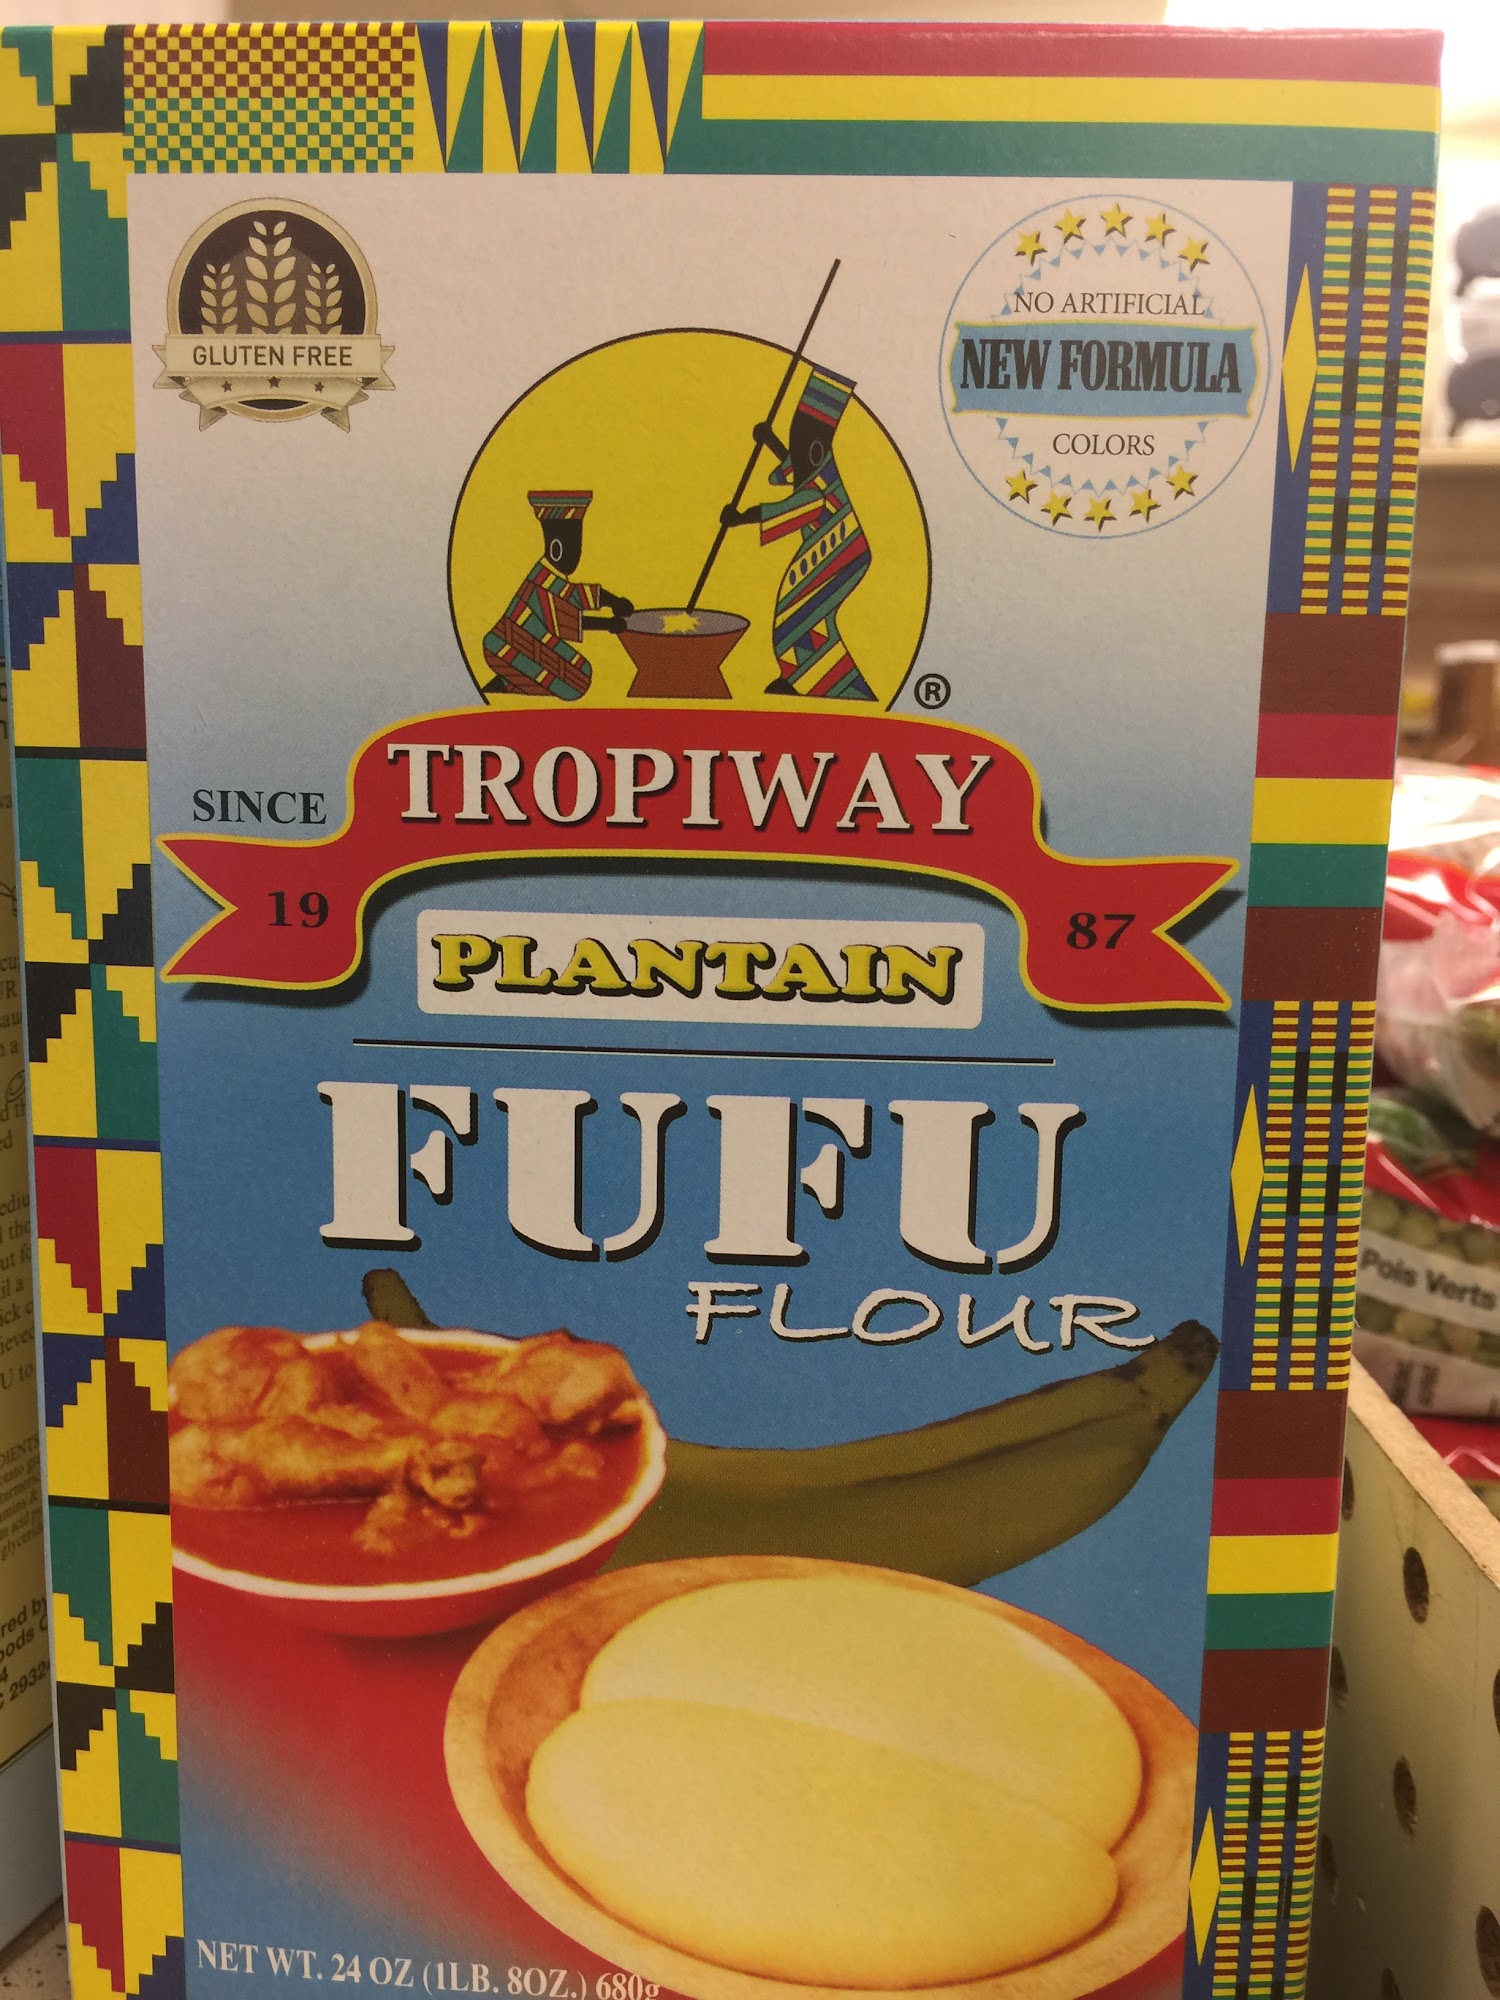 GLUTEN FREE
NO ARTIFICIAL
NEW FORMULA
COLORS
®
TROPIWAY
SINCE
19 87
PLANTAIN
FUFU
FLOUR
NET WT. 24 OZ (1LB. 8OZ.) 680g
Pois Verts